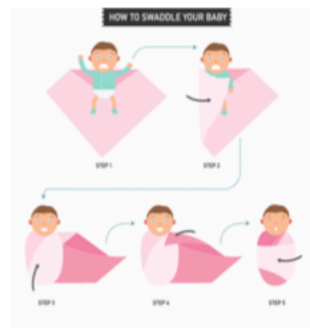 HOW TO SWADDLE YOUR BABY
STEP 1
STEP 2
STEP 3
STEP 4
STEP 5